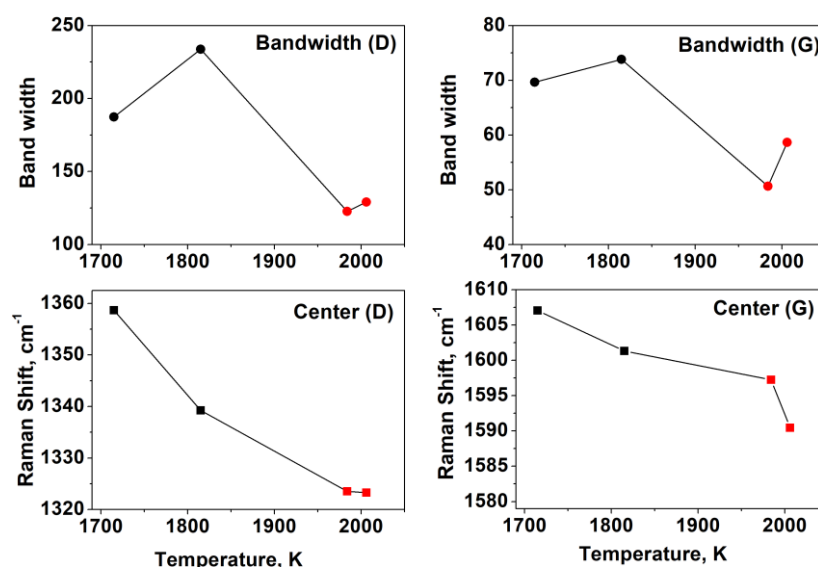 Bandwidth (D)
Band width
250
200
150
100
1700 1800 1900 2000
Bandwidth (G)
Band width
80
70
60
50
40
1700 1800 1900 2000
Center (D)
Raman Shift, cm-1
1360
1350
1340
1330
1320
1700 1800 1900 2000
Temperature, K
Center (G)
Raman Shift, cm-1
1610
1605
1600
1595
1590
1585
1580
1700 1800 1900 2000
Temperature, K